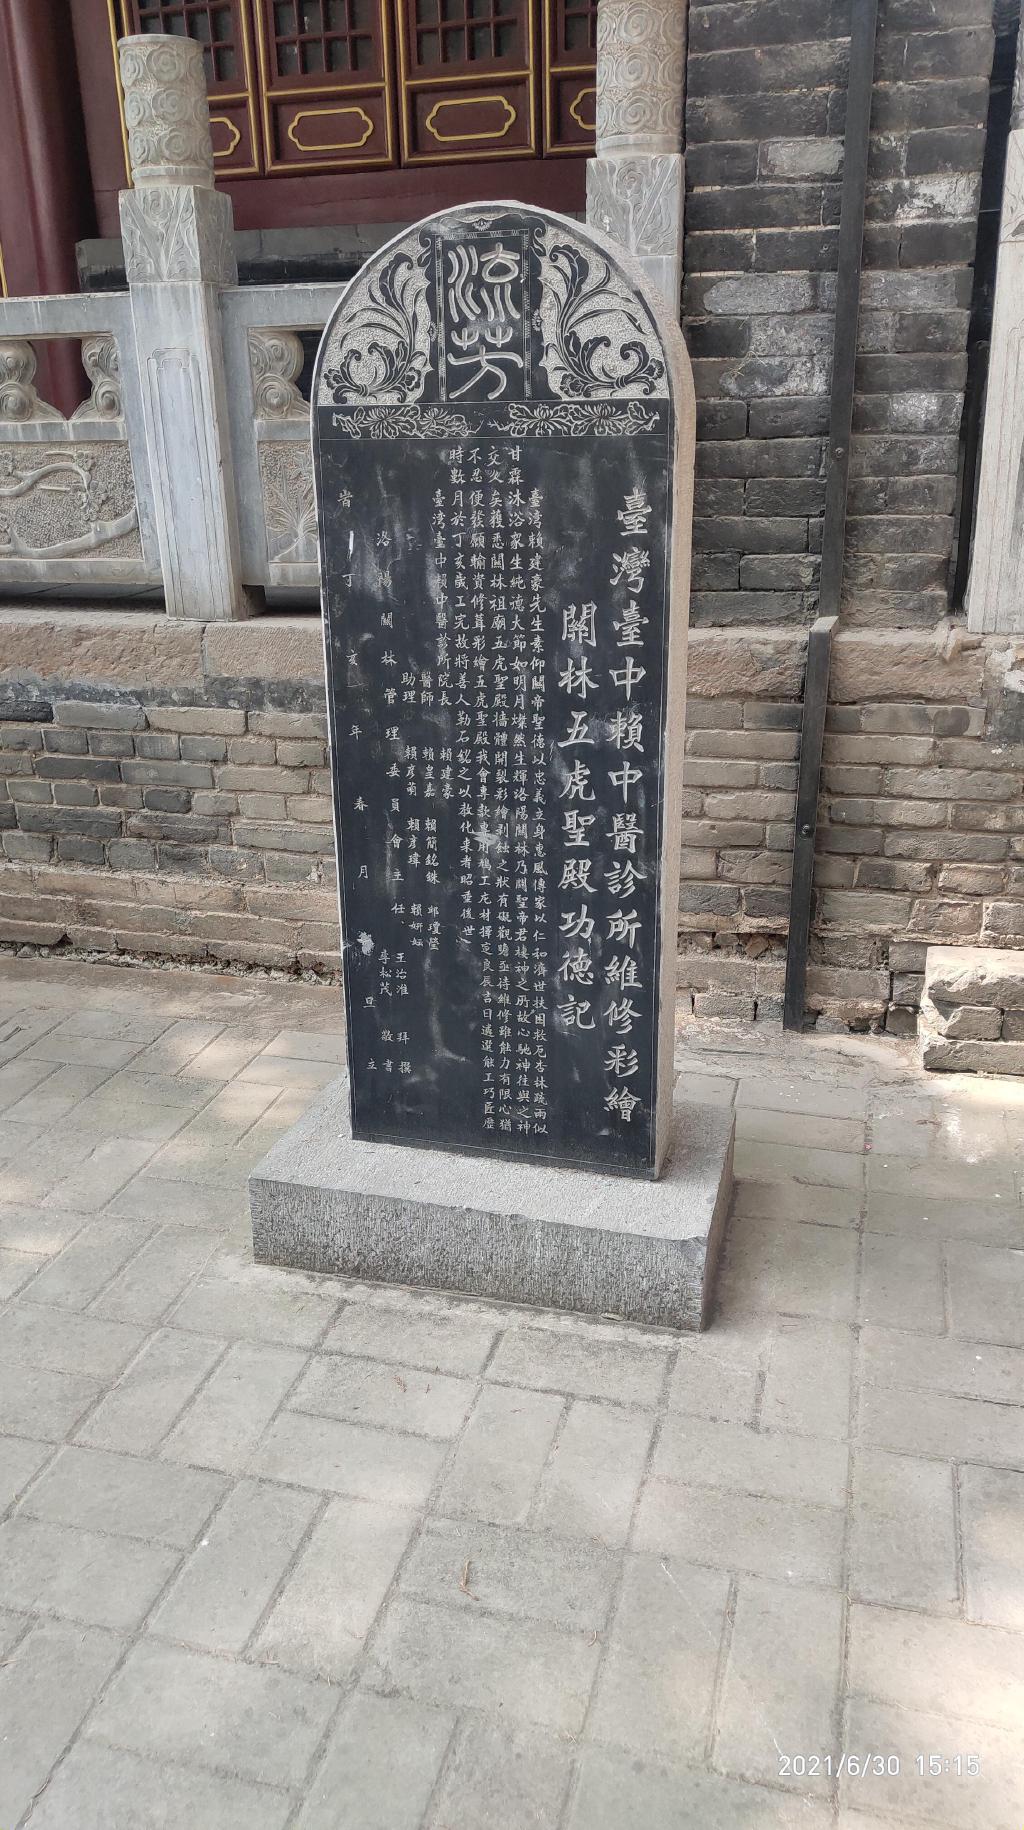 流芳
臺灣臺中賴中醫診所維修彩繪
關林五虎聖殿功德記
臺湾賴建豪先生素仰關帝聖德以忠義立身惠風傳家以仁和濟世扶困救厄杏林疏雨似
甘霖沐浴眾生純德大節如明月燦然生輝洛陽關林乃關聖帝君棲神之所故心馳神往與之神
交久矣獲悉關林祖廟五虎聖殿牆體開裂彩繪剥蝕之狀有礙觀瞻亟待維修雖能力有限心猶
不忍便發願輸資修葺彩繪五虎聖殿我會專款專用鳩工庀材擇良辰吉日遴選能工巧匠歷
時數月於丁亥歲工完故將善人勒石銘之以教化来者昭垂後世
臺湾臺中賴中醫診所院長 賴建豪
醫師 賴皇嘉 賴簡銘銖 邱瓊瑩
助理 賴彥萌 賴彥瑋 賴妍妘
洛陽關林管理委員會主任 王治淮 拜撰
李松茂 敬書
旹丁亥年春月 旦 立
2021/6/30 15:15